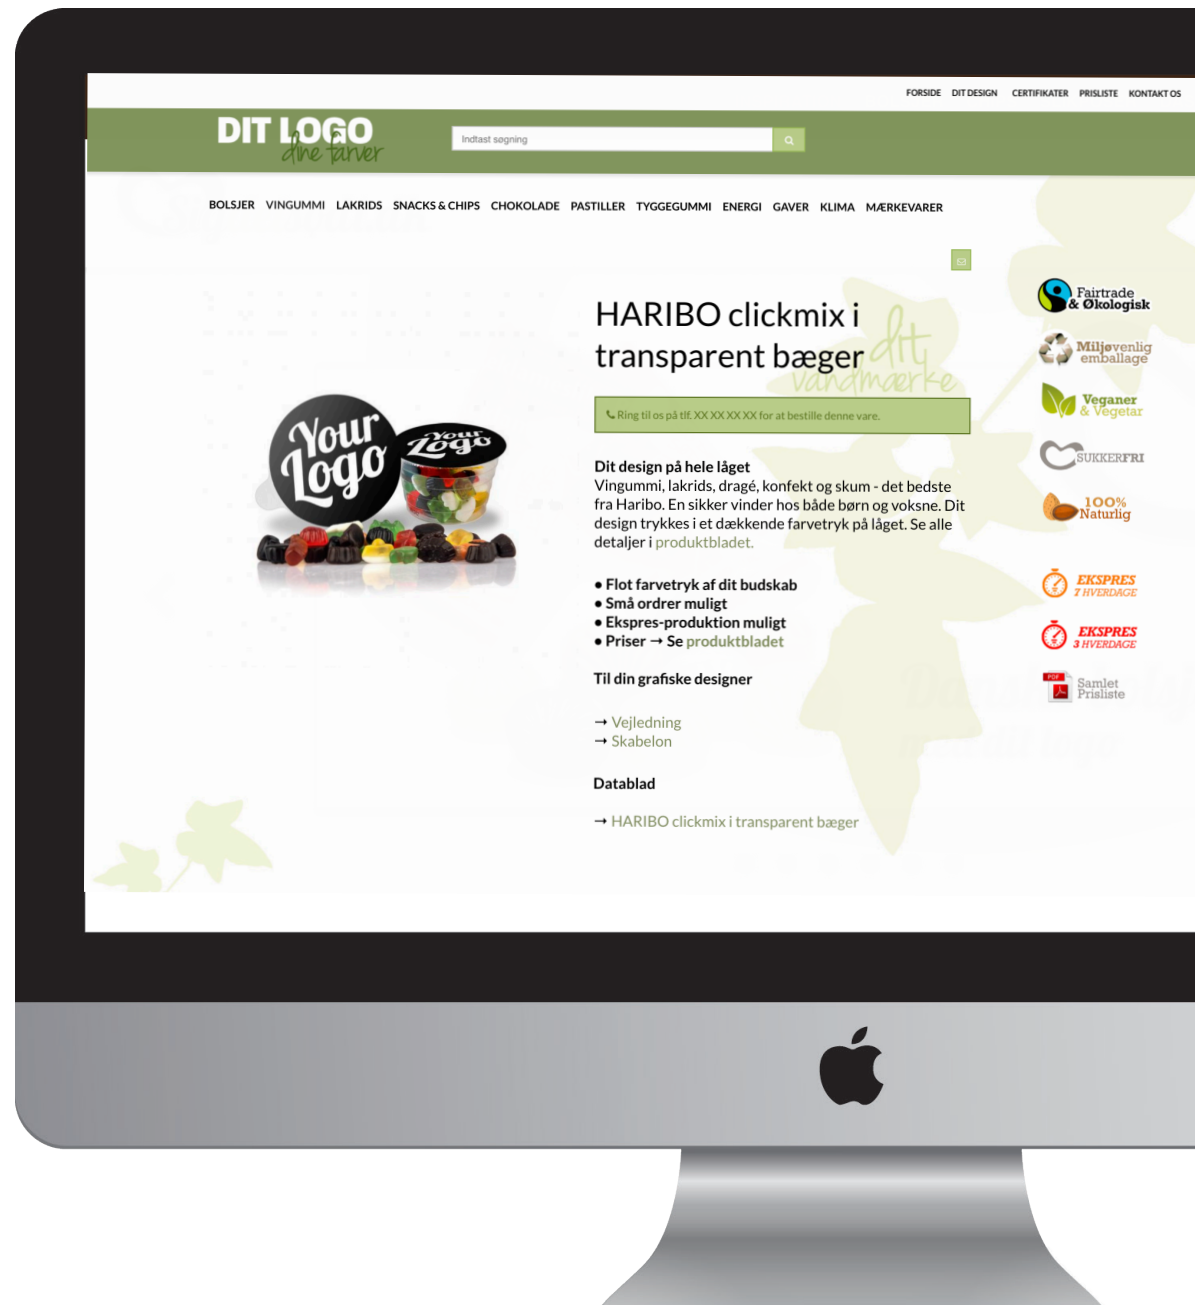 FORSIDE DIT DESIGN CERTIFIKATER PRISLISTE KONTAKT OS
DIT LOGO
dine farver
Indtast søgning
BOLSJER VINGUMMI LAKRIDS SNACKS & CHIPS CHOKOLADE PASTILLER TYGGEGUMMI ENERGI GAVER KLIMA MÆRKEVARER
HARIBO clickmix i
transparent bæger
dit
vandmærke
Ring til os på tlf. XX XX XX XX for at bestille denne vare.
Your
Logo
Your
Logo
Dit design på hele låget
Vingummi, lakrids, dragé, konfekt og skum - det bedste
fra Haribo. En sikker vinder hos både børn og voksne. Dit
design trykkes i et dækkende farvetryk på låget. Se alle
detaljer i produktbladet.
● Flot farvetryk af dit budskab
● Små ordrer muligt
● Ekspres-produktion muligt
● Priser → Se produktbladet
Til din grafiske designer
→ Vejledning
→ Skabelon
Datablad
→ HARIBO clickmix i transparent bæger
Fairtrade
& Økologisk
Miljøvenlig
emballage
Veganer
& Vegetar
SUKKERFRI
100%
Naturlig
EKSPRES
7 HVERDAGE
EKSPRES
3 HVERDAGE
PDF
Samlet
Prisliste